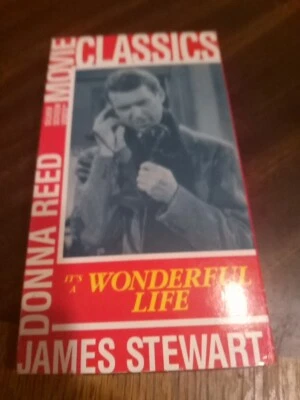 MOVIE
CLASSICS
DONNA REED
IT'S
A
WONDERFUL
LIFE
JAMES STEWART